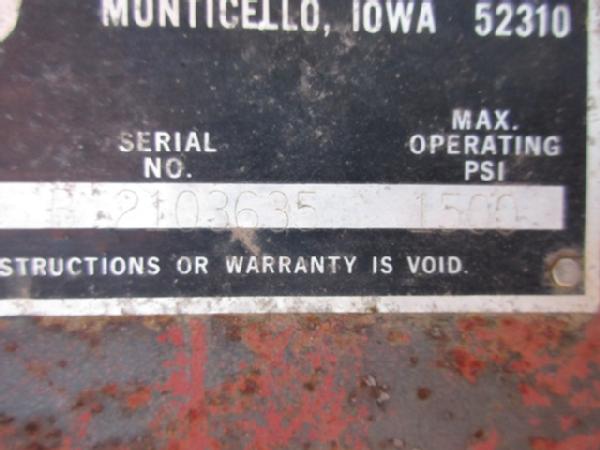 MONTICELLO, IOWA 52310
SERIAL NO.
MAX. OPERATING PSI
2103635 1500
STRUCTIONS OR WARRANTY IS VOID.